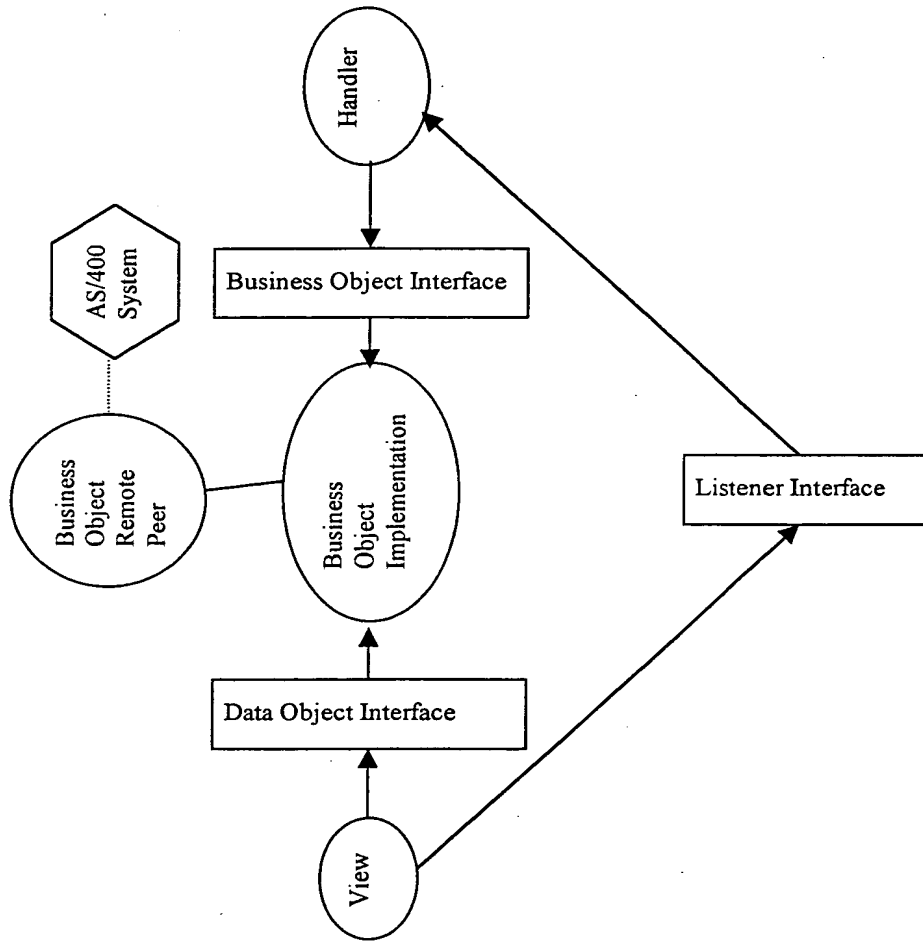 AS/400
System
Business
Object
Remote
Peer
Handler
Business Object Interface
Business
Object
Implementation
Data Object Interface
View
Listener Interface